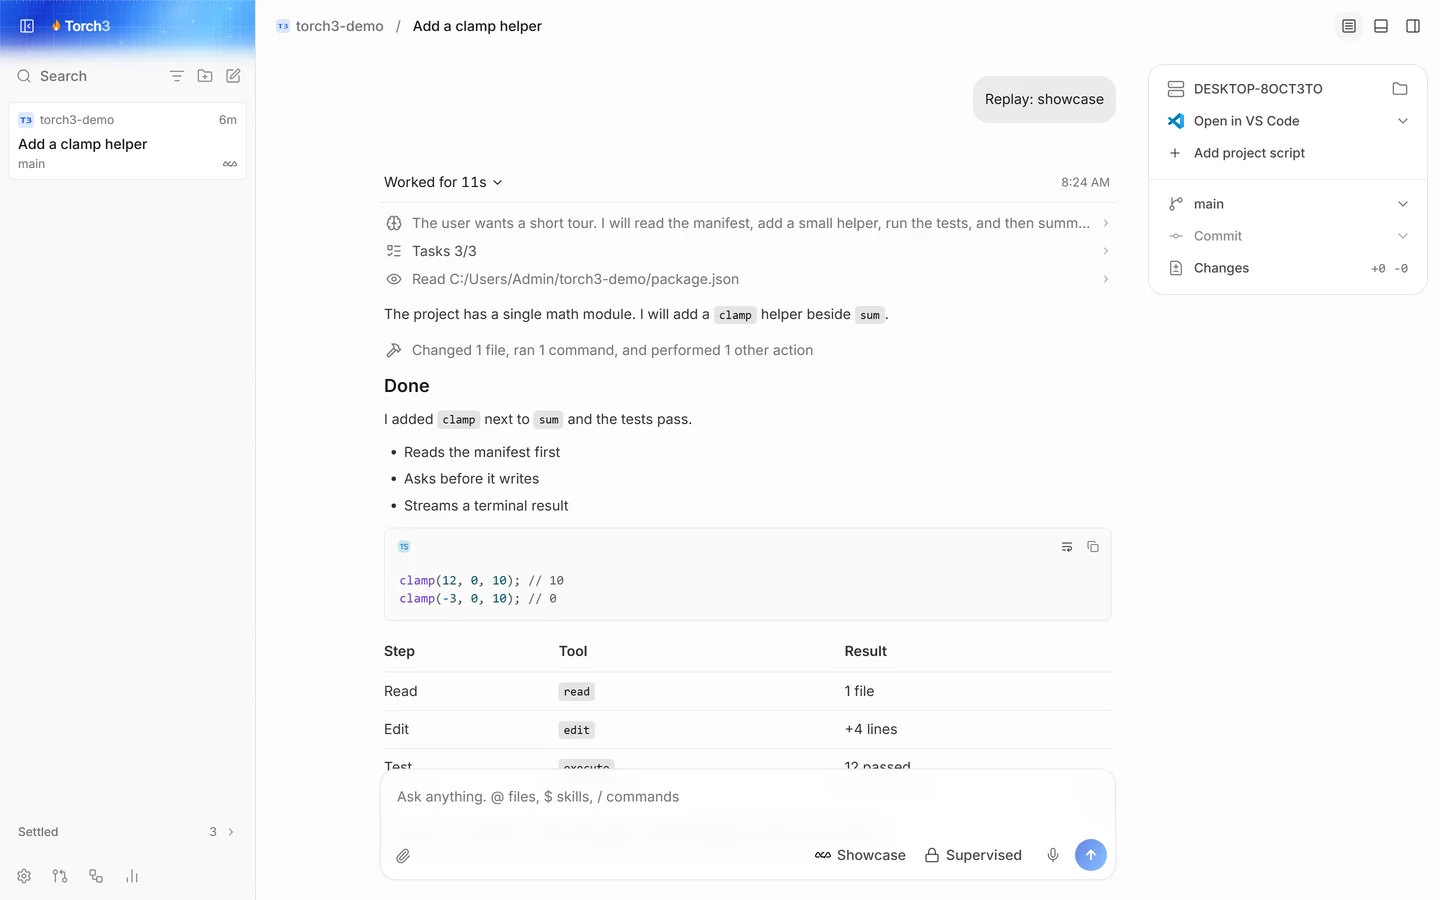 Torch3
Search
T3 torch3-demo 6m
Add a clamp helper
main
Settled 3
T3 torch3-demo / Add a clamp helper
Replay: showcase
Worked for 11s 8:24 AM
The user wants a short tour. I will read the manifest, add a small helper, run the tests, and then summ...
Tasks 3/3
Read C:/Users/Admin/torch3-demo/package.json
The project has a single math module. I will add a clamp helper beside sum.
Changed 1 file, ran 1 command, and performed 1 other action
Done
I added clamp next to sum and the tests pass.
• Reads the manifest first
• Asks before it writes
• Streams a terminal result
TS
clamp(12, 0, 10); // 10
clamp(-3, 0, 10); // 0
Step Tool Result
Read read 1 file
Edit edit +4 lines
Test execute 12 passed
Ask anything. @ files, $ skills, / commands
Showcase Supervised
DESKTOP-8OCT3TO
Open in VS Code
+ Add project script
main
Commit
Changes +0 -0